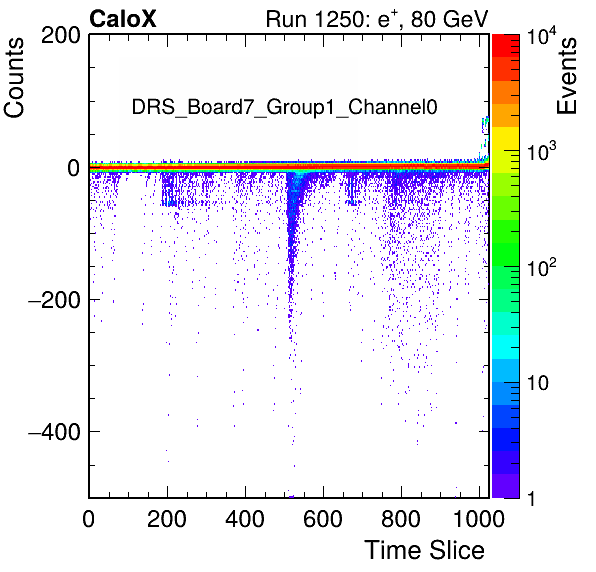 CaloX Run 1250: e+, 80 GeV
Counts
Events
DRS_Board7_Group1_Channel0
200
0
−200
−400
0 200 400 600 800 1000
Time Slice
10^4
10^3
10^2
10
1